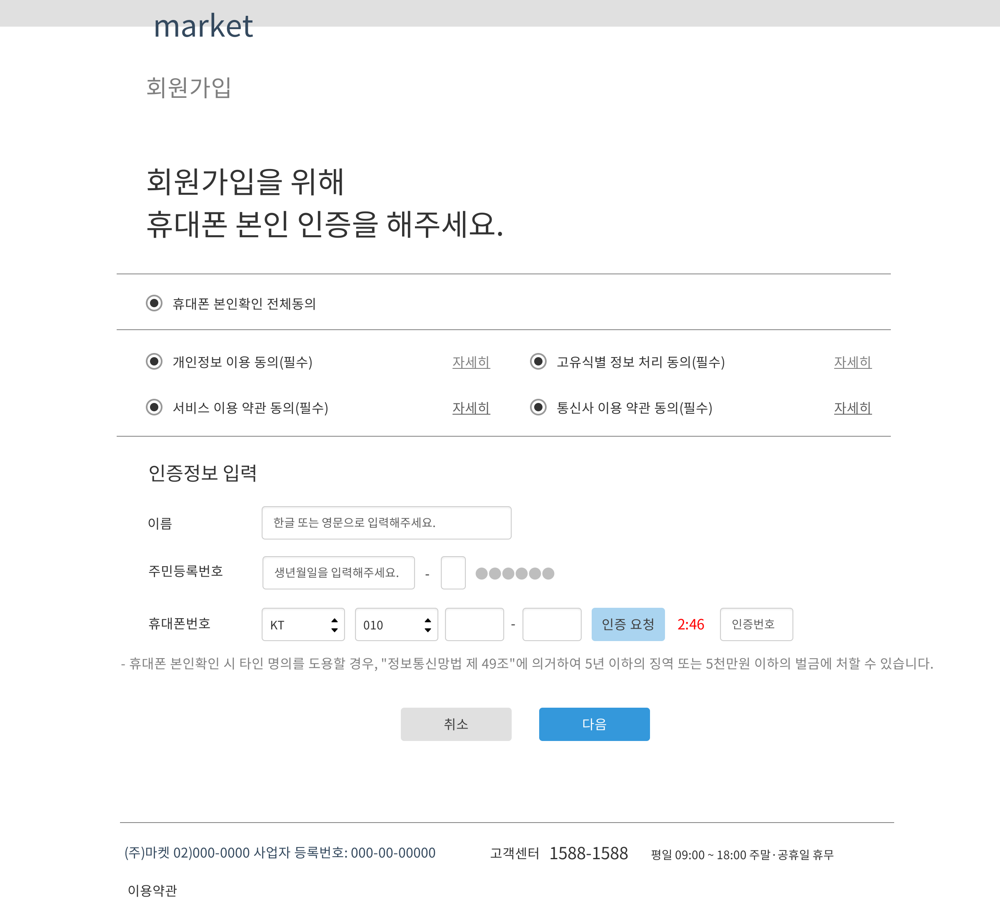 market
회원가입
회원가입을 위해
휴대폰 본인 인증을 해주세요.
휴대폰 본인확인 전체동의
개인정보 이용 동의(필수) 자세히 고유식별 정보 처리 동의(필수) 자세히
서비스 이용 약관 동의(필수) 자세히 통신사 이용 약관 동의(필수) 자세히
인증정보 입력
이름 한글 또는 영문으로 입력해주세요.
주민등록번호 생년월일을 입력해주세요. - ●●●●●●
휴대폰번호 KT 010 - 인증 요청 2:46 인증번호
- 휴대폰 본인확인 시 타인 명의를 도용할 경우, "정보통신망법 제 49조"에 의거하여 5년 이하의 징역 또는 5천만원 이하의 벌금에 처할 수 있습니다.
취소 다음
(주)마켓 02)000-0000 사업자 등록번호: 000-00-00000 고객센터 1588-1588 평일 09:00 ~ 18:00 주말·공휴일 휴무
이용약관